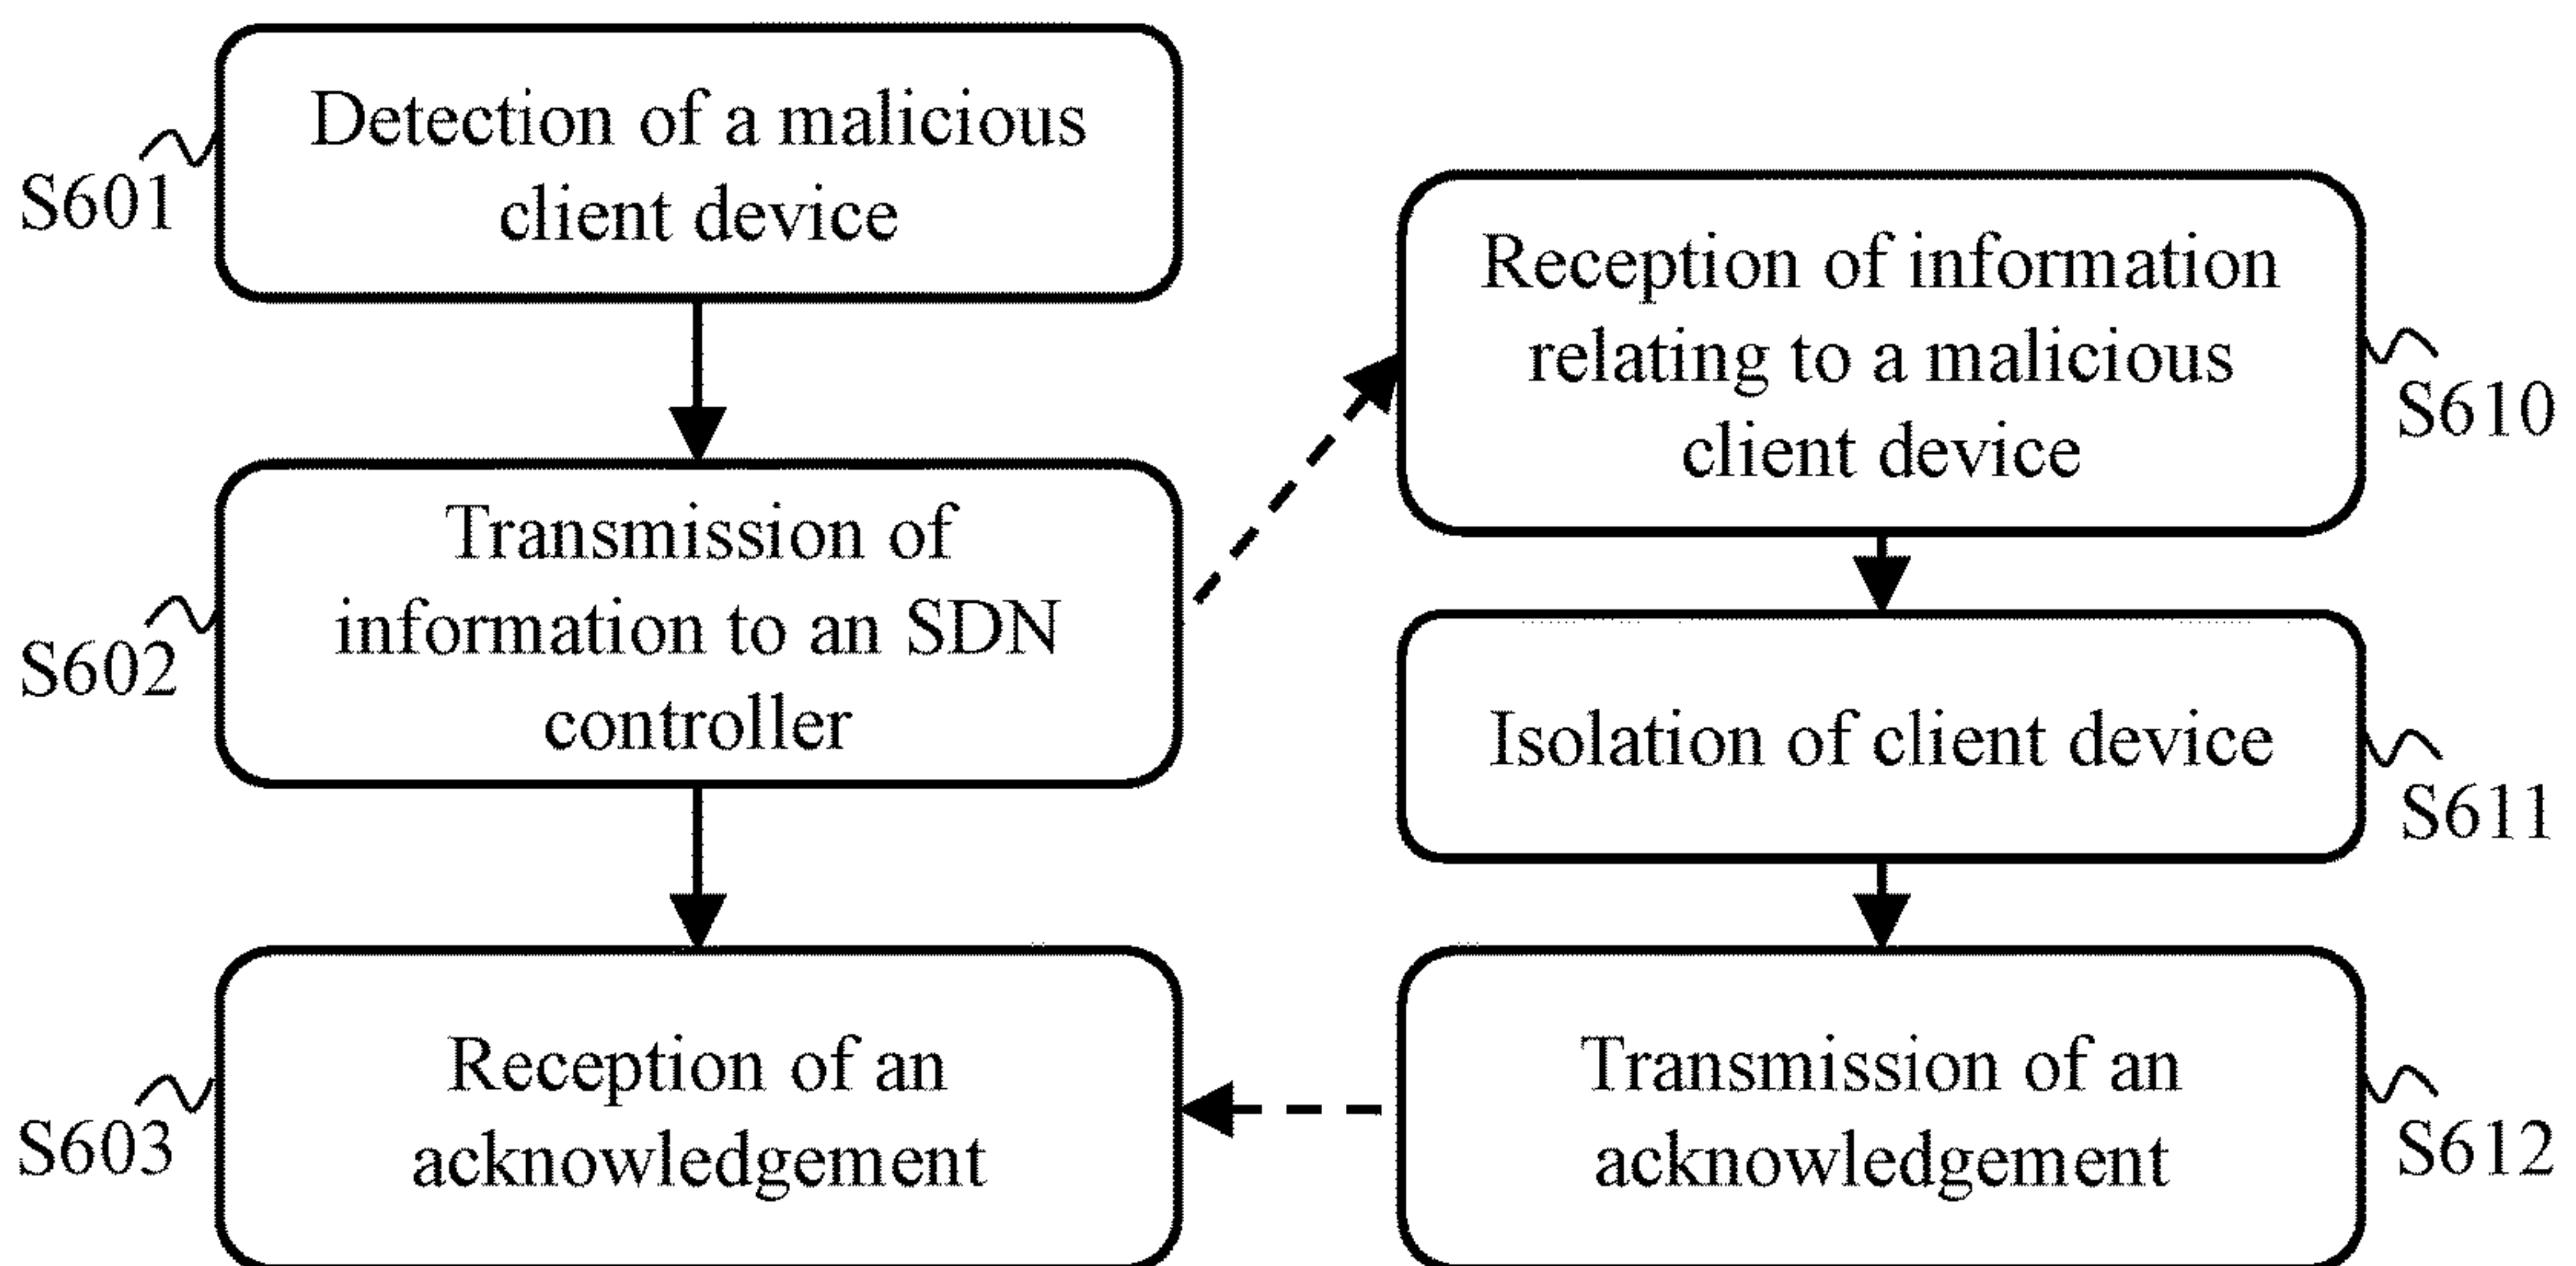 Detection of a malicious
client device
S601
Transmission of
information to an SDN
controller
S602
Reception of an
acknowledgement
S603
Reception of information
relating to a malicious
client device
S610
Isolation of client device
S611
Transmission of an
acknowledgement
S612